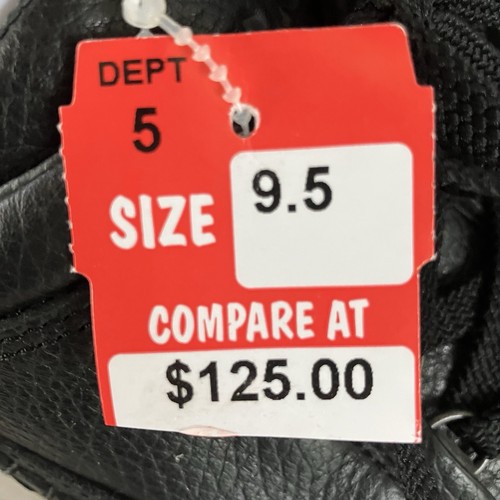 DEPT
5
SIZE 9.5
COMPARE AT
$125.00